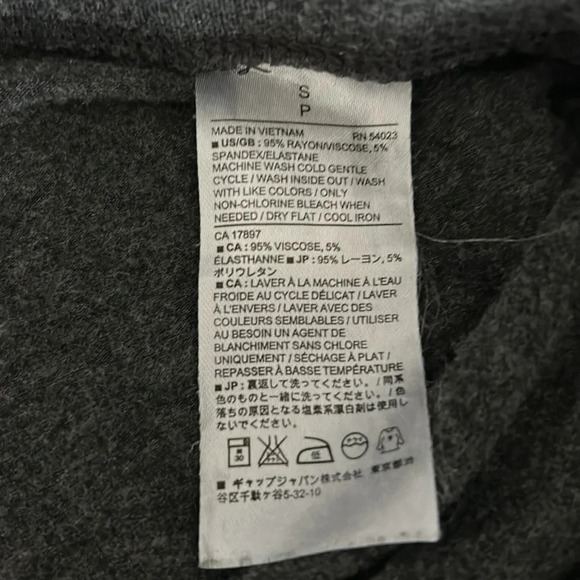 S
P
MADE IN VIETNAM RN 54023
■ US/GB : 95% RAYON/VISCOSE, 5%
SPANDEX/ELASTANE
MACHINE WASH COLD GENTLE
CYCLE / WASH INSIDE OUT / WASH
WITH LIKE COLORS / ONLY
NON-CHLORINE BLEACH WHEN
NEEDED / DRY FLAT / COOL IRON
CA 17897
■ CA : 95% VISCOSE, 5%
ÉLASTHANNE ■ JP : 95% レーヨン, 5%
ポリウレタン
■ CA : LAVER À LA MACHINE À L'EAU
FROIDE AU CYCLE DÉLICAT / LAVER
À L'ENVERS / LAVER AVEC DES
COULEURS SEMBLABLES / UTILISER
AU BESOIN UN AGENT DE
BLANCHIMENT SANS CHLORE
UNIQUEMENT / SÉCHAGE À PLAT /
REPASSER À BASSE TEMPÉRATURE
■ JP : 裏返して洗ってください。 / 同系
色のものと一緒に洗ってください。 / 色
落ちの原因となる塩素系漂白剤は使用し
ないでください。
30 低
■ ギャップジャパン株式会社 東京都渋
谷区千駄ヶ谷5-32-10